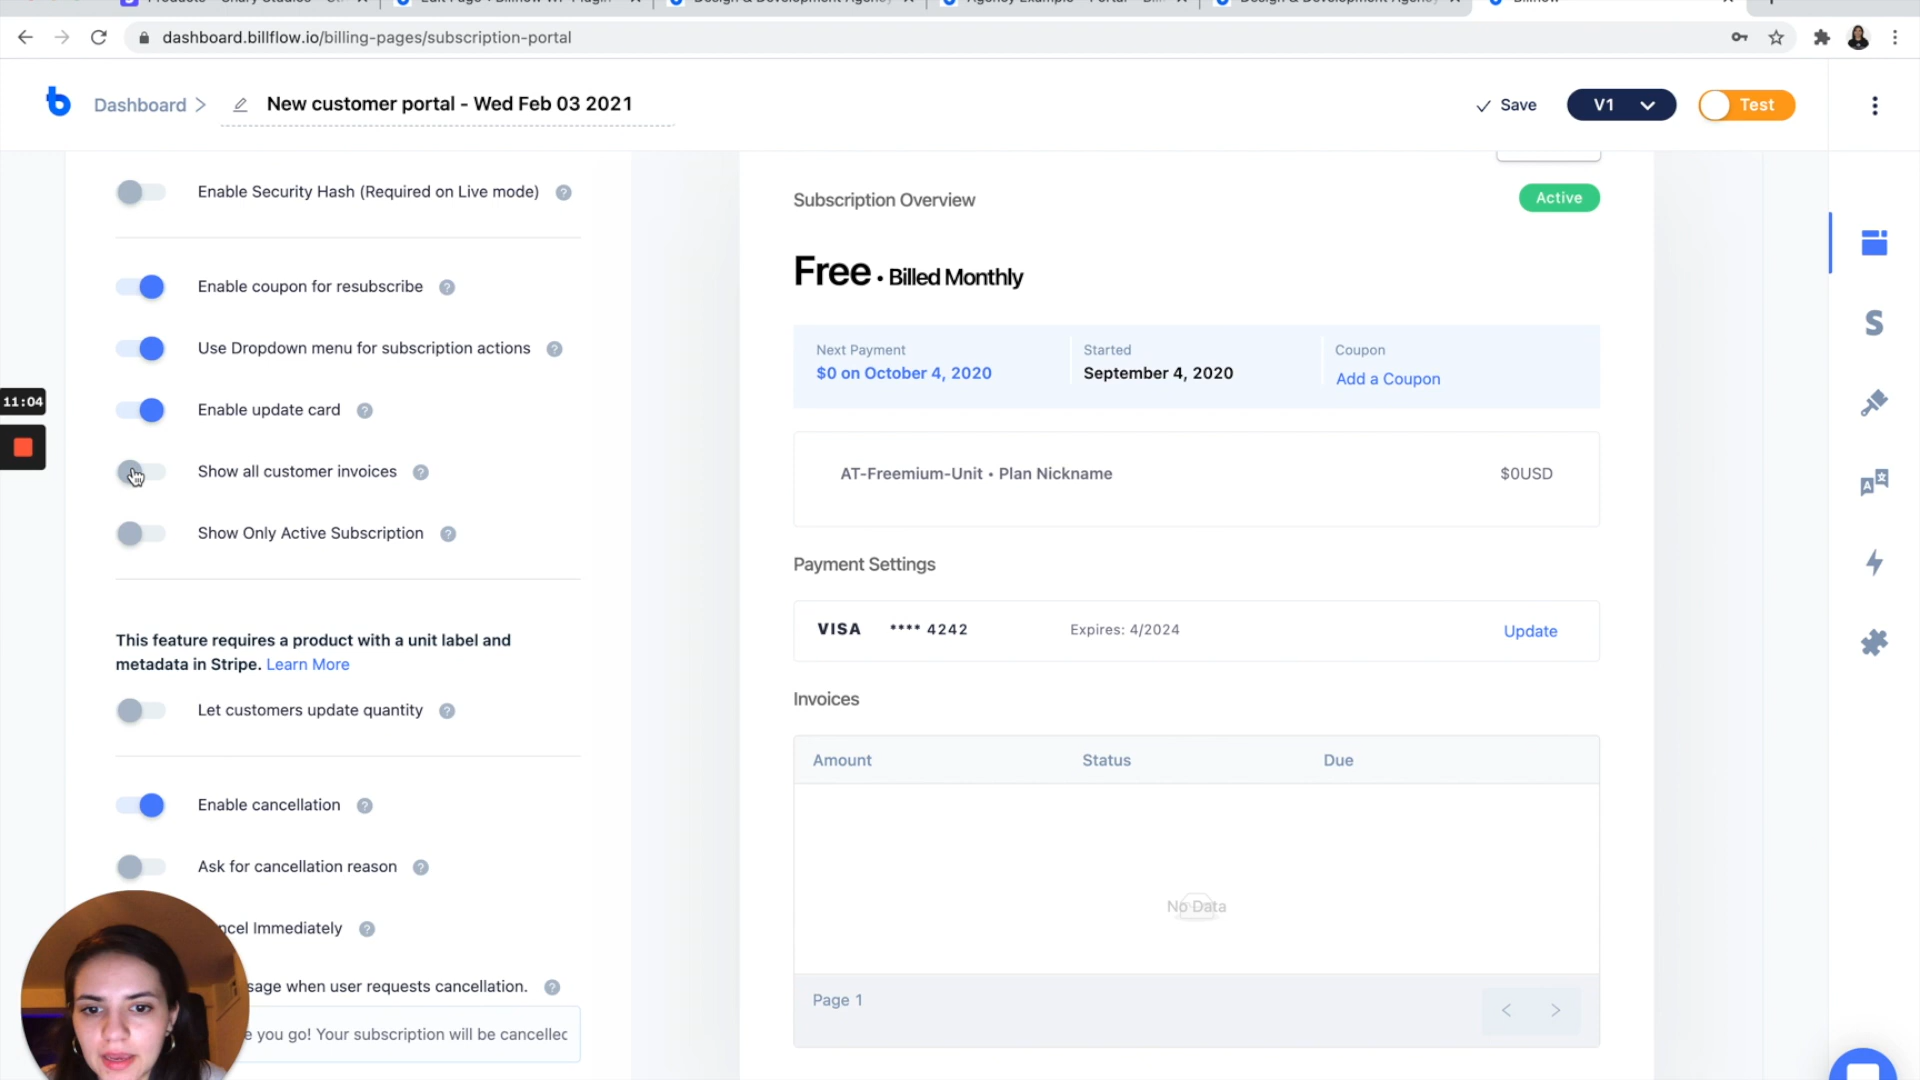 dashboard.billflow.io/billing-pages/subscription-portal
Dashboard > New customer portal - Wed Feb 03 2021
Save
V1
Test
Enable Security Hash (Required on Live mode) ?
Enable coupon for resubscribe ?
Use Dropdown menu for subscription actions ?
Enable update card ?
11:04
Show all customer invoices ?
Show Only Active Subscription ?
This feature requires a product with a unit label and
metadata in Stripe. Learn More
Let customers update quantity ?
Enable cancellation ?
Ask for cancellation reason ?
Immediately ?
when user requests cancellation. ?
you go! Your subscription will be
Subscription Overview
Active
Free • Billed Monthly
Next Payment
$0 on October 4, 2020
Started
September 4, 2020
Coupon
Add a Coupon
AT-Freemium-Unit • Plan Nickname
$0USD
Payment Settings
VISA **** 4242 Expires: 4/2024 Update
Invoices
Amount Status Due
No Data
Page 1 < >
S
A